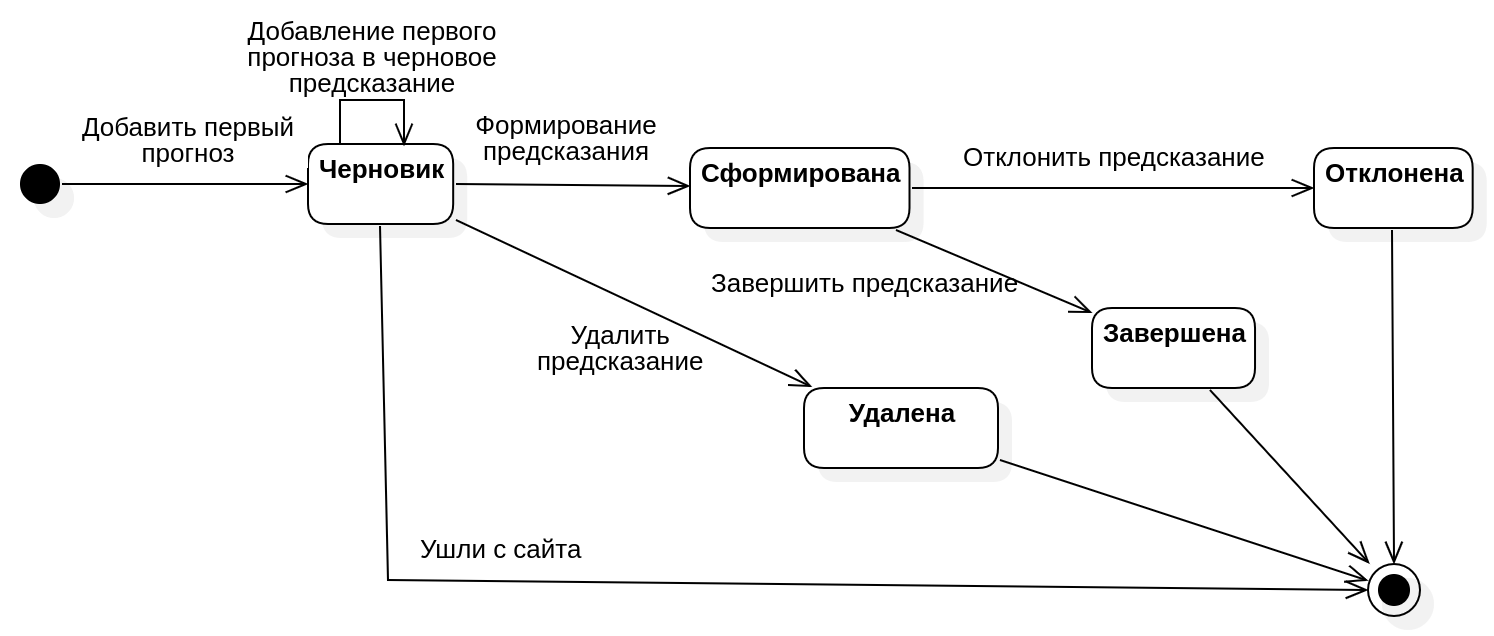 Добавление первого
прогноза в черновое
предсказание
Добавить первый
прогноз
Формирование
предсказания
Отклонить предсказание
Черновик
Сформирована
Отклонена
Завершить предсказание
Удалить
предсказание
Завершена
Удалена
Ушли с сайта